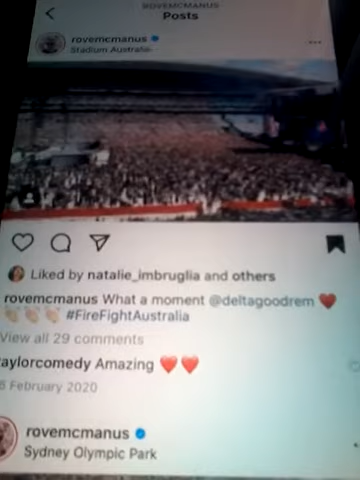 ROVEMCMANUS
Posts
rovemcmanus
Stadium Australia
Liked by natalie_imbruglia and others
rovemcmanus What a moment @deltagoodrem ❤️
👏🏻👏🏻👏🏻 #FireFightAustralia
View all 29 comments
aylorcomedy Amazing ❤️❤️
6 February 2020
rovemcmanus
Sydney Olympic Park